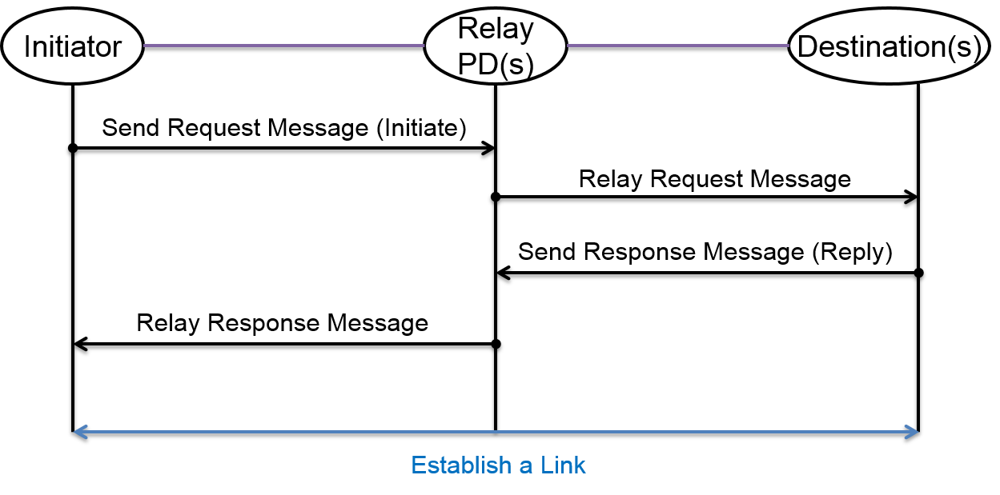 Initiator
Relay
PD(s)
Destination(s)
Send Request Message (Initiate)
Relay Request Message
Send Response Message (Reply)
Relay Response Message
Establish a Link